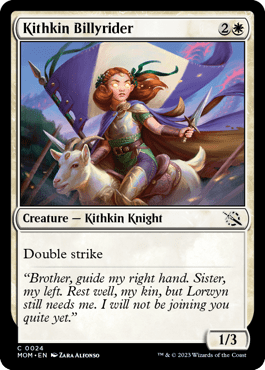 Kithkin Billyrider 2
Creature — Kithkin Knight
Double strike
“Brother, guide my right hand. Sister,
my left. Rest well, my kin, but Lorwyn
still needs me. I will not be joining you
quite yet.”
1/3
C 0024
MOM • EN ZARA ALFONSO
™ & © 2023 Wizards of the Coast